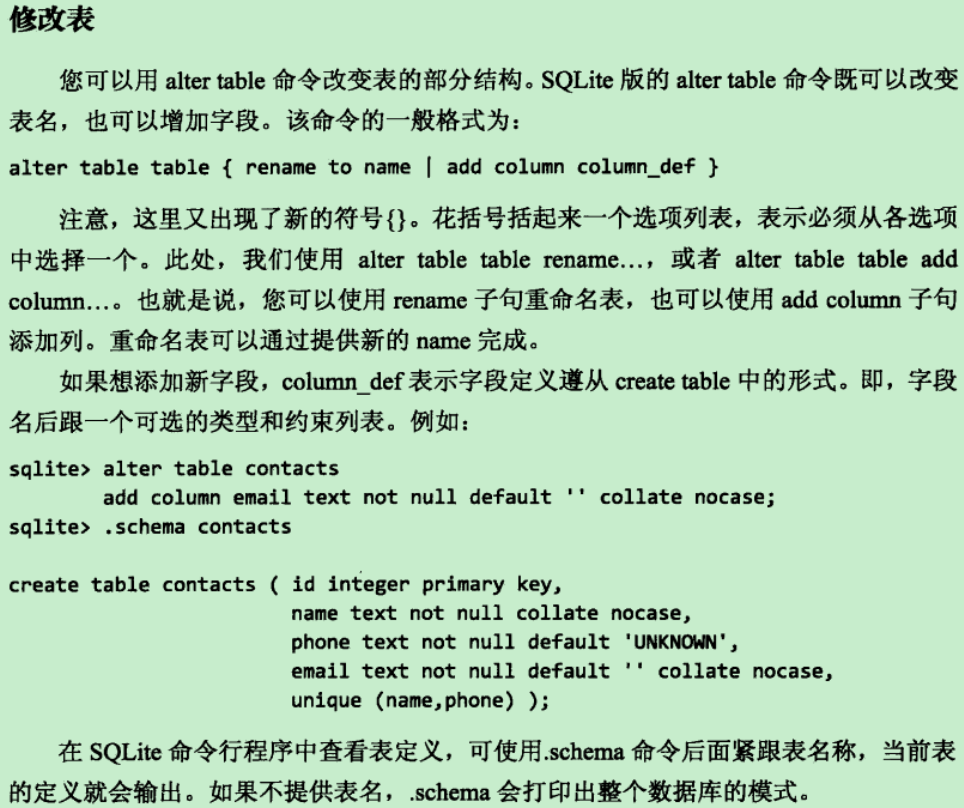 修改表
您可以用 alter table 命令改变表的部分结构。SQLite 版的 alter table 命令既可以改变
表名，也可以增加字段。该命令的一般格式为：
alter table table { rename to name | add column column_def }
注意，这里又出现了新的符号{}。花括号括起来一个选项列表，表示必须从各选项
中选择一个。此处，我们使用 alter table table rename…，或者 alter table table add
column…。也就是说，您可以使用 rename 子句重命名表，也可以使用 add column 子句
添加列。重命名表可以通过提供新的 name 完成。
如果想添加新字段，column_def 表示字段定义遵从 create table 中的形式。即，字段
名后跟一个可选的类型和约束列表。例如：
sqlite> alter table contacts
add column email text not null default '' collate nocase;
sqlite> .schema contacts
create table contacts ( id integer primary key,
name text not null collate nocase,
phone text not null default 'UNKNOWN',
email text not null default '' collate nocase,
unique (name,phone) );
在 SQLite 命令行程序中查看表定义，可使用.schema 命令后面紧跟表名称，当前表
的定义就会输出。如果不提供表名，.schema 会打印出整个数据库的模式。